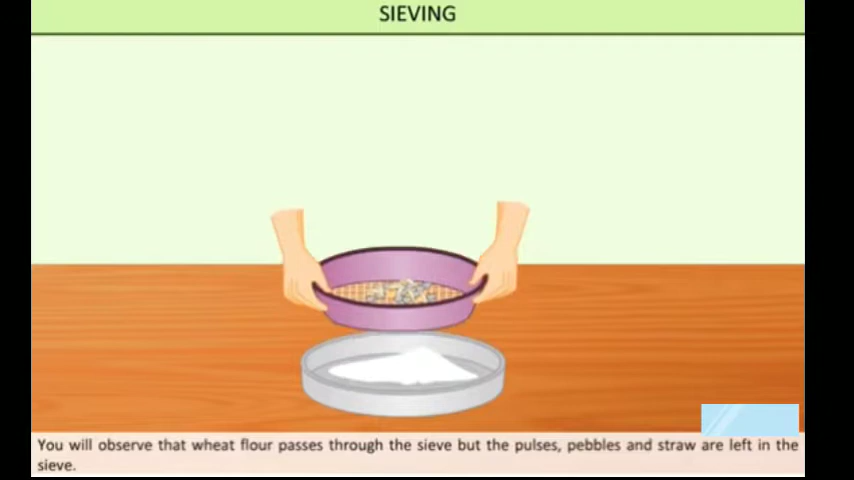 SIEVING
You will observe that wheat flour passes through the sieve but the pulses, pebbles and straw are left in the
sieve.